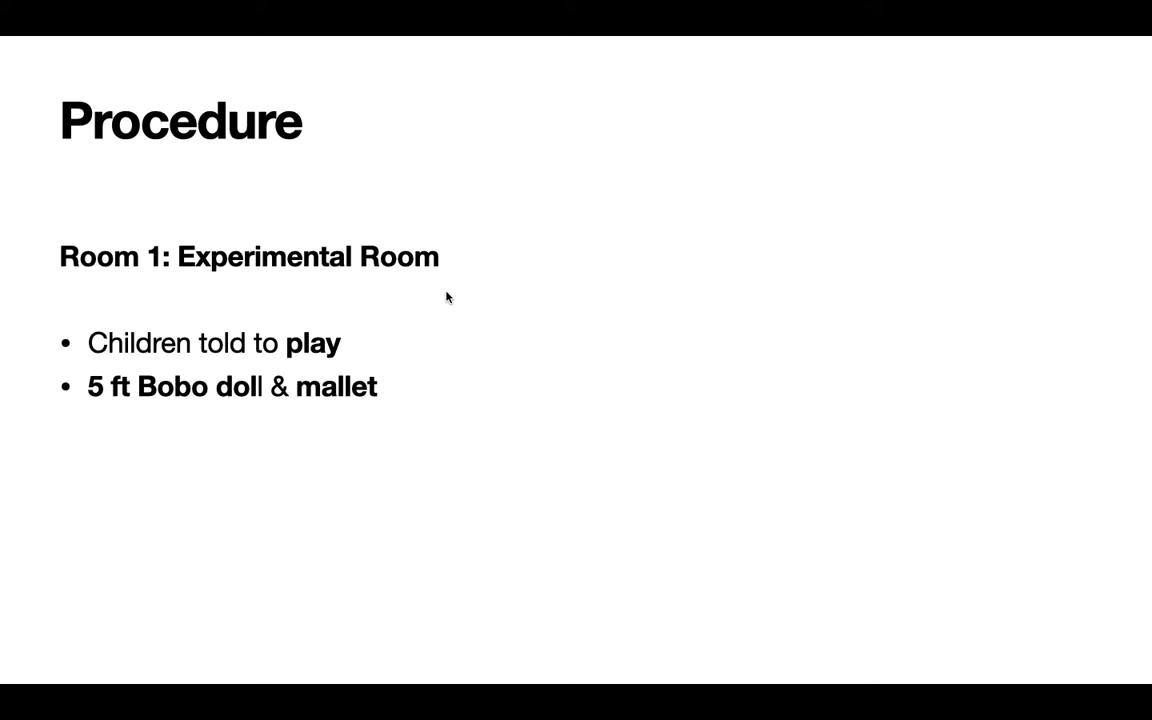 Procedure
Room 1: Experimental Room
• Children told to play
• 5 ft Bobo doll & mallet